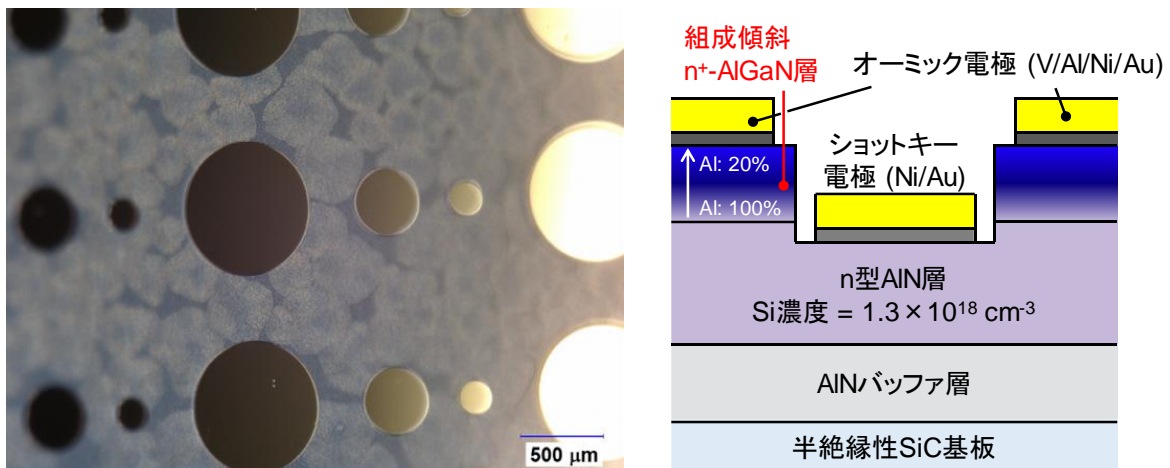 500 μm
組成傾斜
n⁺-AlGaN層
オーミック電極 (V/Al/Ni/Au)
Al: 20%
Al: 100%
ショットキー
電極 (Ni/Au)
n型AlN層
Si濃度 = 1.3×10¹⁸ cm⁻³
AlNバッファ層
半絶縁性SiC基板